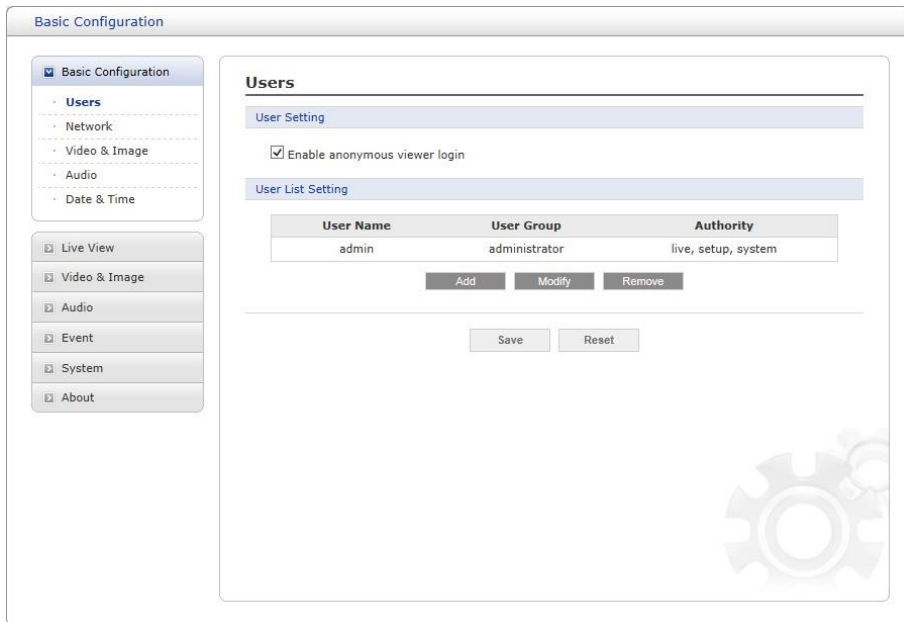 Basic Configuration
Basic Configuration
Users
Network
Video & Image
Audio
Date & Time
Live View
Video & Image
Audio
Event
System
About
Users
User Setting
Enable anonymous viewer login
User List Setting
User Name User Group Authority
admin administrator live, setup, system
Add Modify Remove
Save Reset